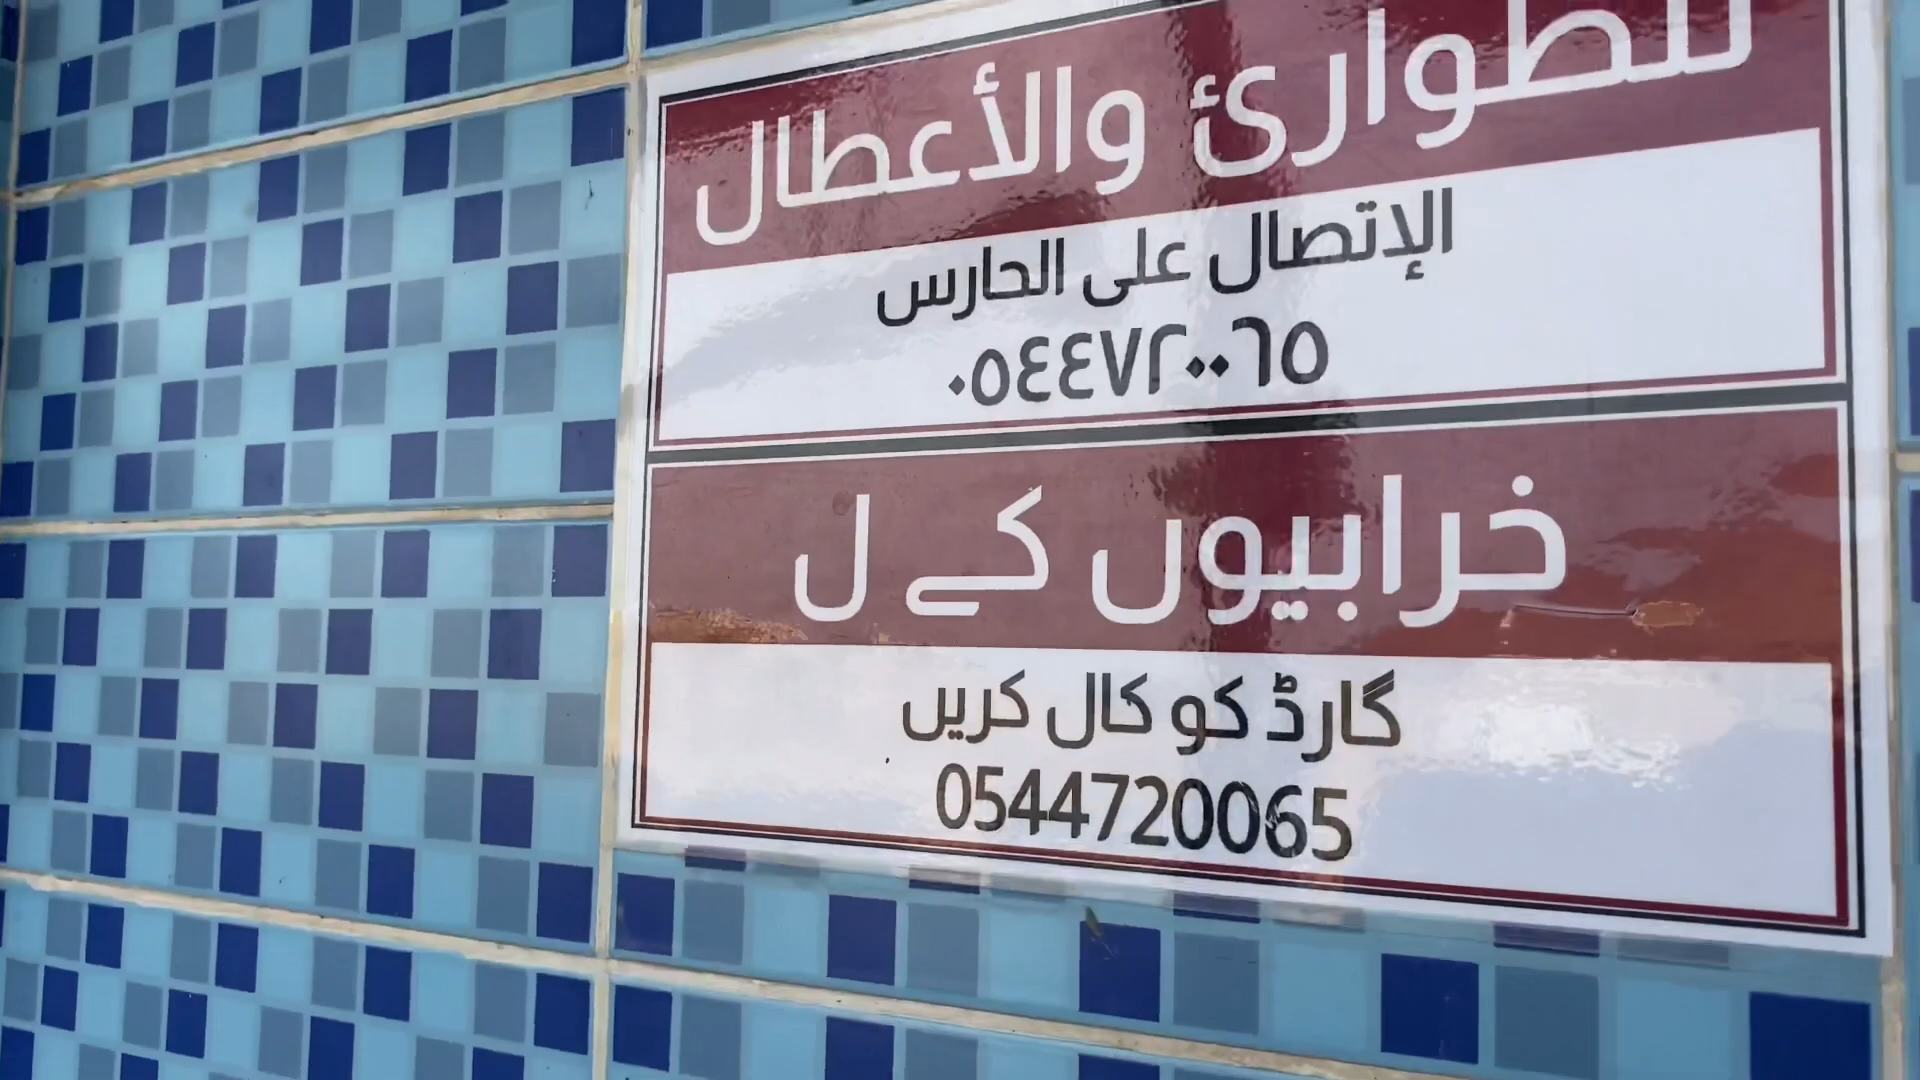 للطوارئ والأعطال
الإتصال على الحارس
٠٥٤٤٧٢٠٠٦٥
خرابیوں کے ل
گارڈ کو کال کریں
0544720065